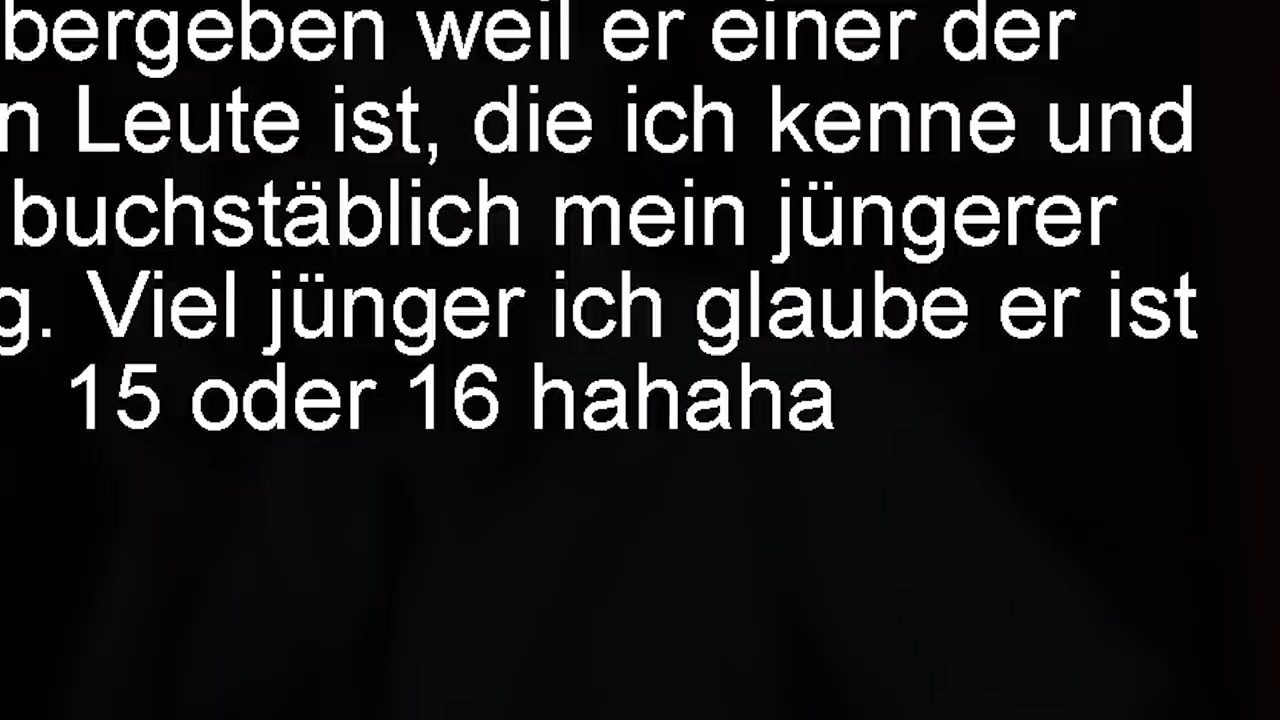 bergeben weil er einer der
n Leute ist, die ich kenne und
buchstäblich mein jüngerer
g. Viel jünger ich glaube er ist
15 oder 16 hahaha